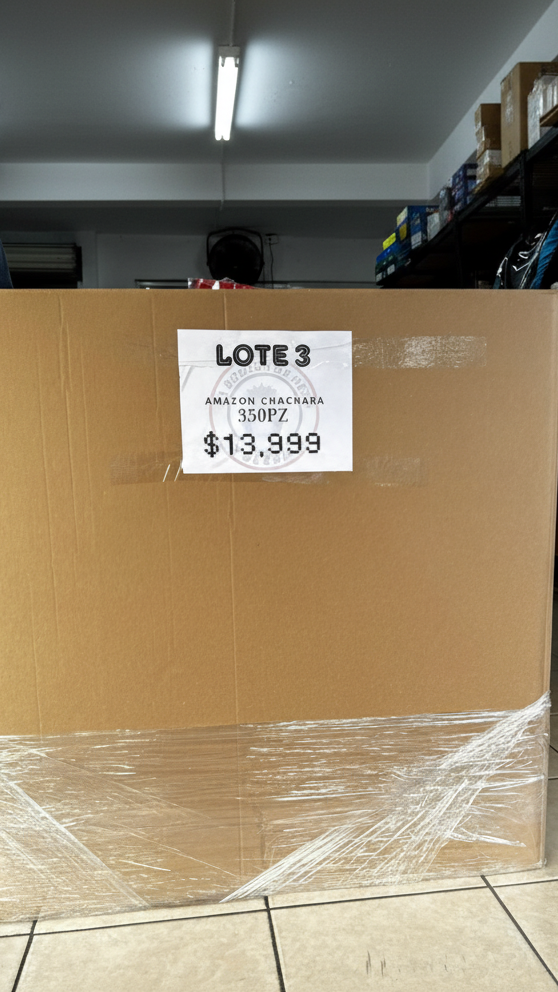 LOTE 3
AMAZON CHACNARA
350PZ
$13,999